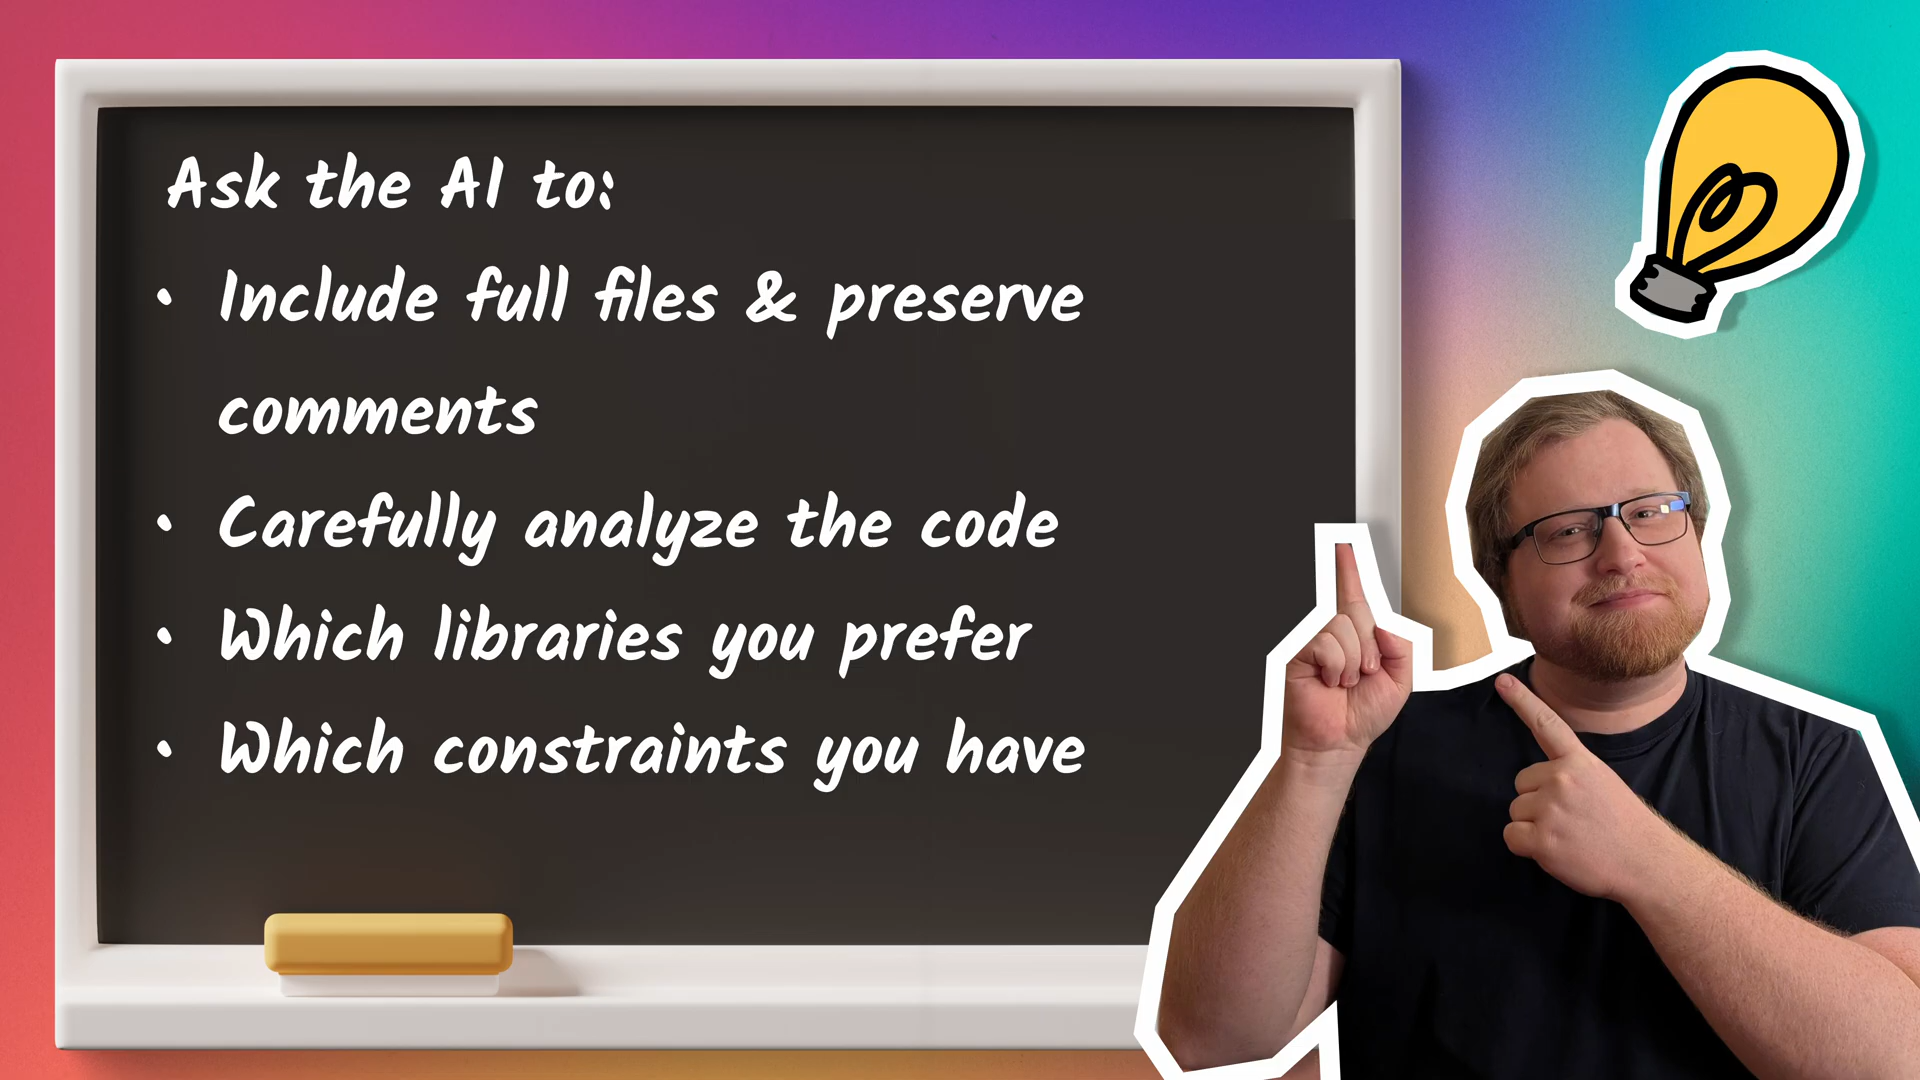 Ask the AI to:
• Include full files & preserve
comments
• Carefully analyze the code
• Which libraries you prefer
• Which constraints you have